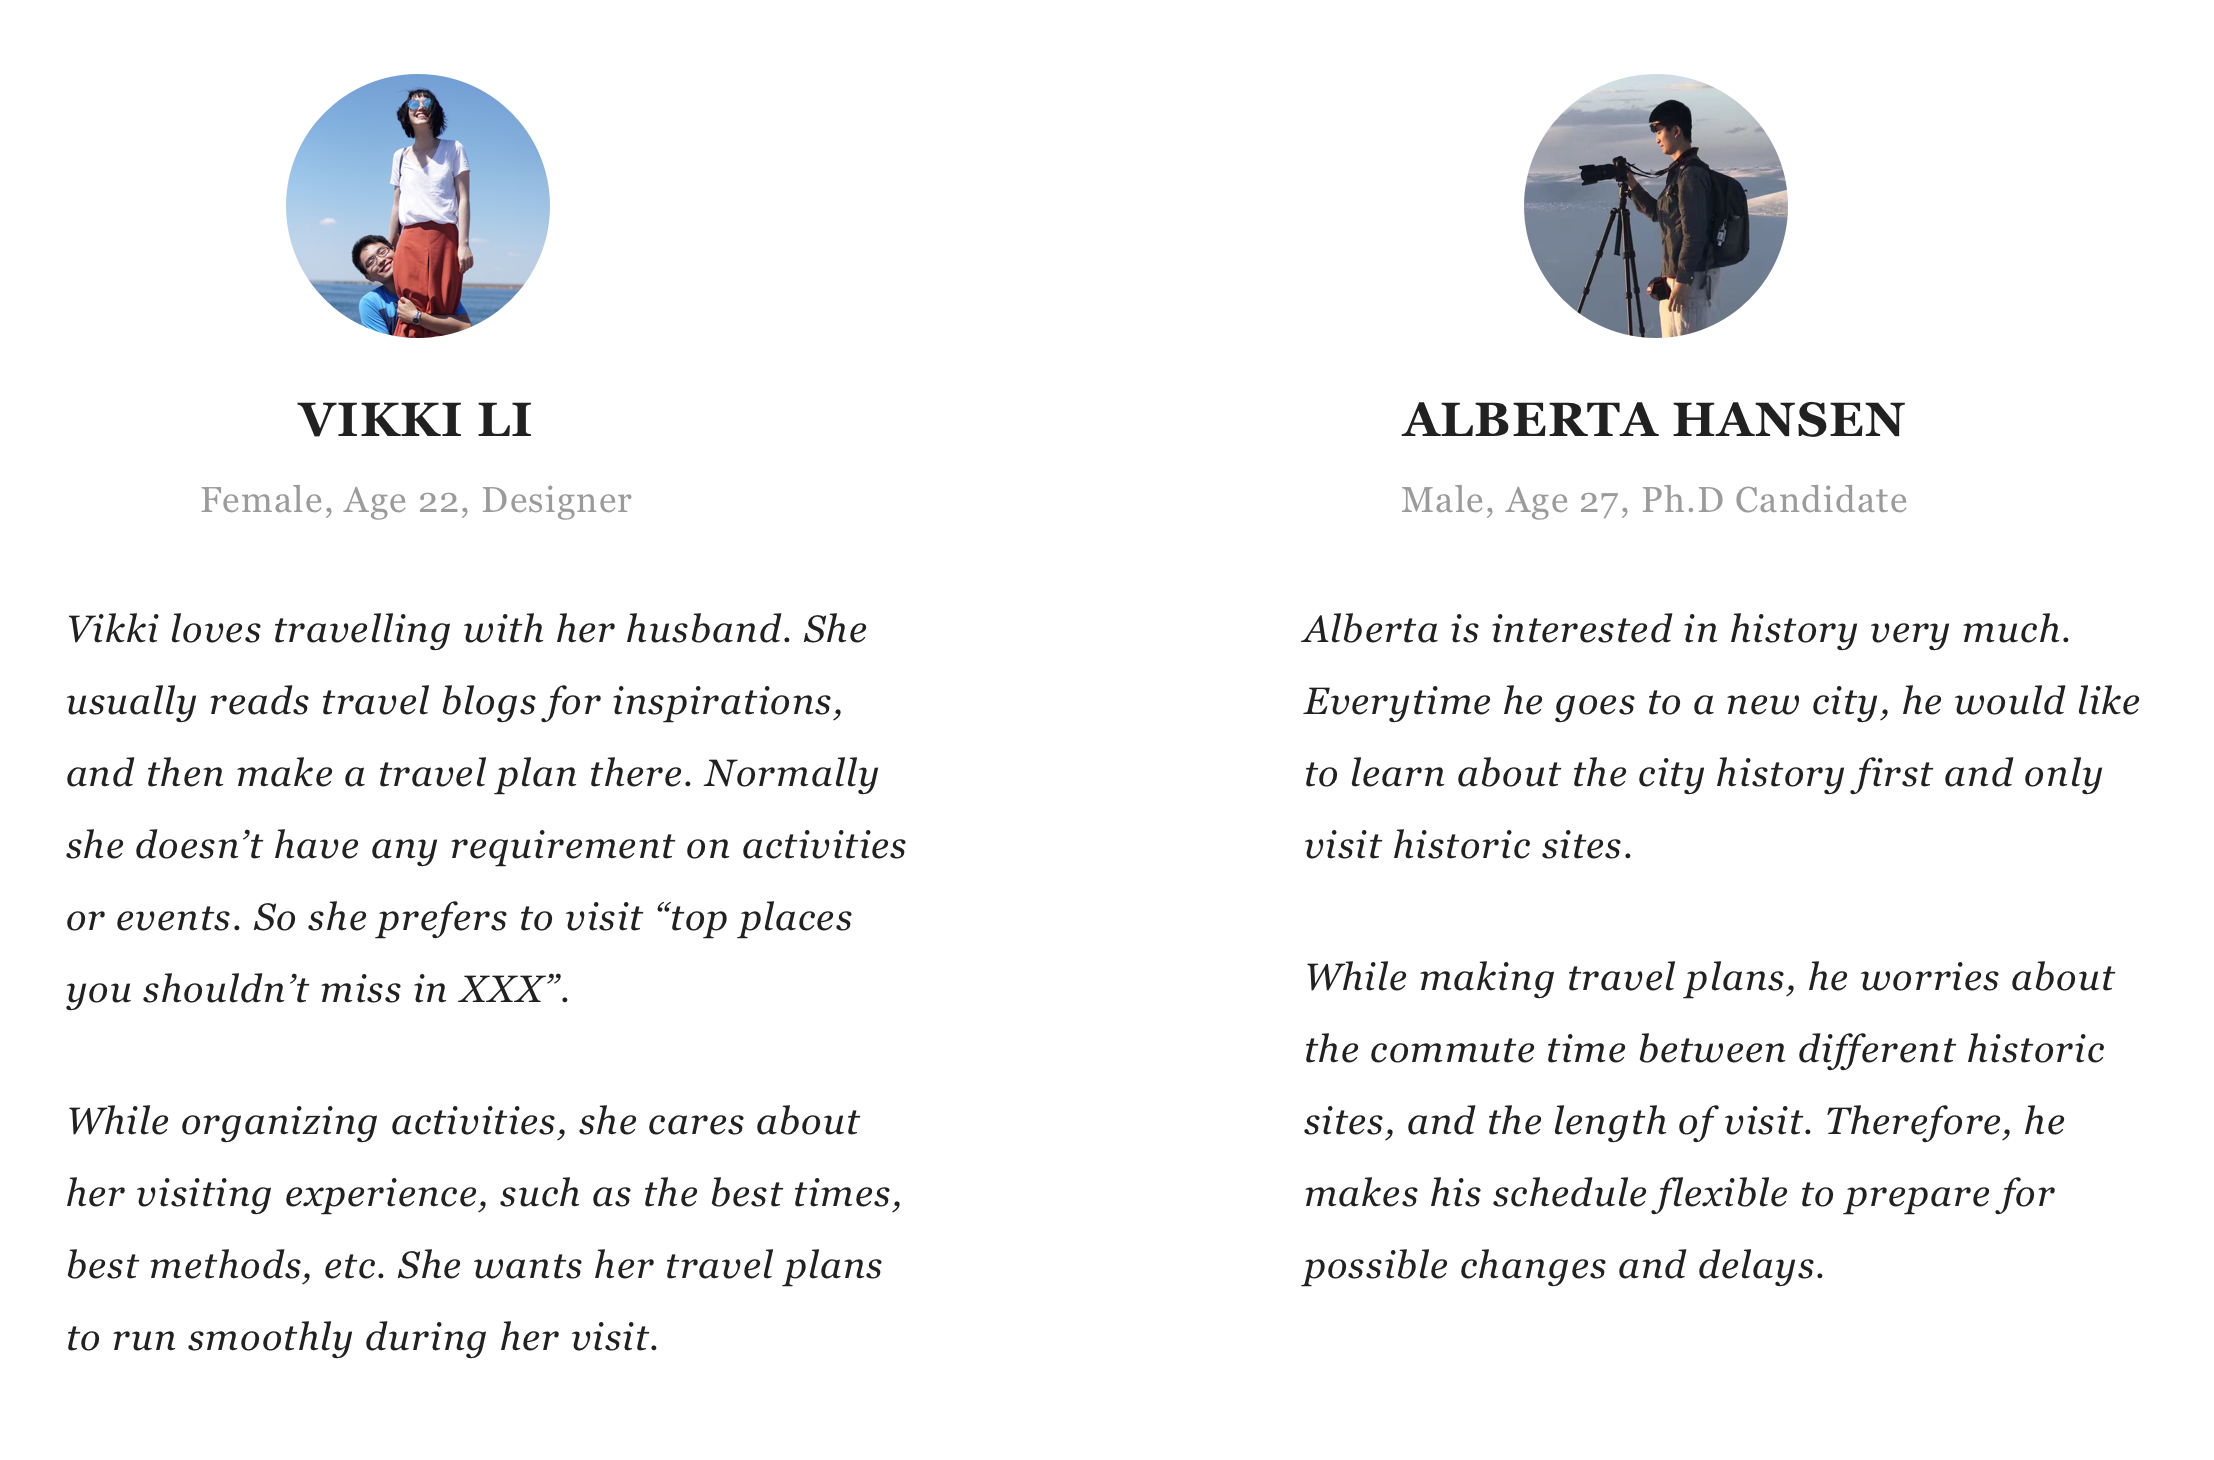 VIKKI LI
Female, Age 22, Designer
Vikki loves travelling with her husband. She
usually reads travel blogs for inspirations,
and then make a travel plan there. Normally
she doesn’t have any requirement on activities
or events. So she prefers to visit “top places
you shouldn’t miss in XXX”.
While organizing activities, she cares about
her visiting experience, such as the best times,
best methods, etc. She wants her travel plans
to run smoothly during her visit.
ALBERTA HANSEN
Male, Age 27, Ph.D Candidate
Alberta is interested in history very much.
Everytime he goes to a new city, he would like
to learn about the city history first and only
visit historic sites.
While making travel plans, he worries about
the commute time between different historic
sites, and the length of visit. Therefore, he
makes his schedule flexible to prepare for
possible changes and delays.